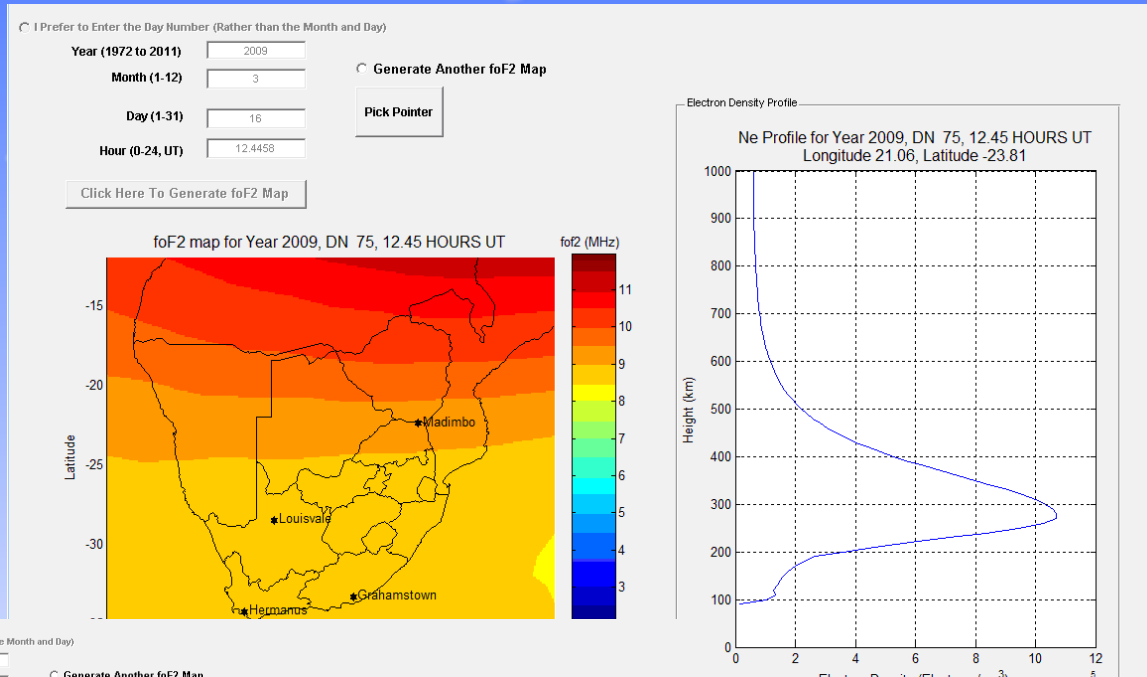 I Prefer to Enter the Day Number (Rather than the Month and Day)
Year (1972 to 2011) 2009
Month (1-12) 3
Day (1-31) 16
Hour (0-24, UT) 12.4458
Generate Another foF2 Map
Pick Pointer
Click Here To Generate foF2 Map
foF2 map for Year 2009, DN 75, 12.45 HOURS UT
fof2 (MHz)
Latitude
-15
-20
-25
-30
Madimbo
Louisvale
Grahamstown
Hermanus
11
10
9
8
7
6
5
4
3
Electron Density Profile
Ne Profile for Year 2009, DN 75, 12.45 HOURS UT
Longitude 21.06, Latitude -23.81
Height (km)
1000
900
800
700
600
500
400
300
200
100
0
0 2 4 6 8 10 12
e Month and Day)
Generate Another foF2 Map